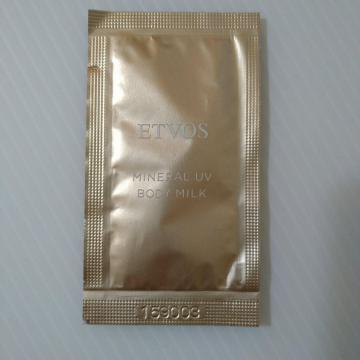 ETVOS
MINERAL UV
BODY MILK
159003